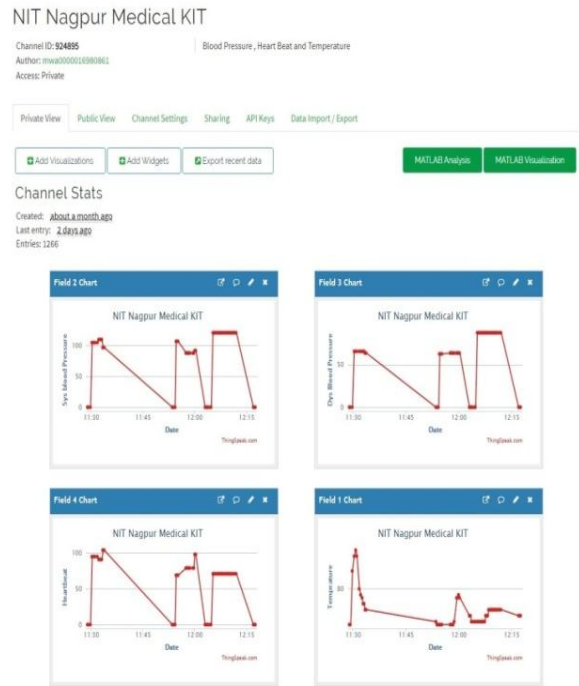 NIT Nagpur Medical KIT
Channel ID: 924895
Blood Pressure , Heart Beat and Temperature
Author: mwa0000016980861
Access: Private
Private View Public View Channel Settings Sharing API Keys Data Import / Export
Add Visualizations Add Widgets Export recent data MATLAB Analysis MATLAB Visualization
Channel Stats
Created: about a month ago
Last entry: 2 days ago
Entries: 1266
Field 2 Chart
NIT Nagpur Medical KIT
Sys blood Pressure
100
50
0
11:30 11:45 12:00 12:15
Date
ThingSpeak.com
Field 3 Chart
NIT Nagpur Medical KIT
Dys Blood Pressure
50
0
11:30 11:45 12:00 12:15
Date
ThingSpeak.com
Field 4 Chart
NIT Nagpur Medical KIT
Heartbeat
100
50
0
11:30 11:45 12:00 12:15
Date
ThingSpeak.com
Field 1 Chart
NIT Nagpur Medical KIT
Temprature
50
11:30 11:45 12:00 12:15
Date
ThingSpeak.com